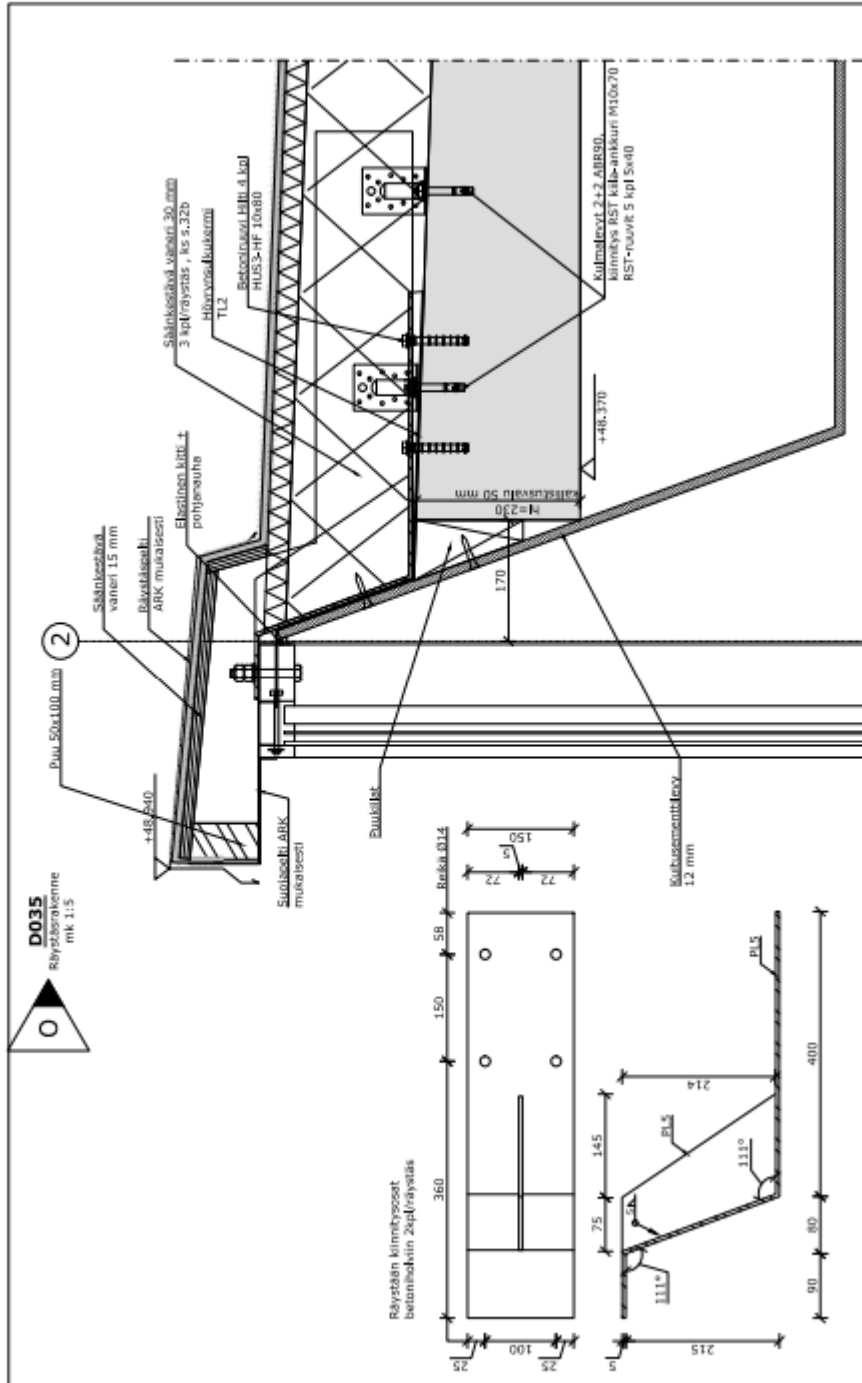 D035
Räystäsrakenne
mk 1:5
O
2
+48.940
Puu 50x100 mm
Räystäspelti
ARK mukaisesti
Säänkestävä
vaneri 15 mm
Elastinen kitti +
pohjanauha
Säänkestävä vaneri 30 mm
3 kpl/räystäs , ks s.32b
Höyrynsulkukermi
TL2
Betoniruuvi Hilti 4 kpl
HUS3-HF 10x80
Suojapelti ARK
mukaisesti
Puukiilat
170
H=230
kallistusvalu 50 mm
+48.370
Kulmalevyt 2+2 ABR90,
kiinnitys RST kiila-ankkuri M10x70
RST-ruuvit 5 kpl 5x40
Kuitusementtilevy
12 mm
Räystään kiinnitysosat
betoniholviin 2kpl/räystäs
360
150
58
Reikä Ø14
25
100
25
72
5
72
150
75
145
PL5
PL5
214
5
215
5
111°
111°
90
80
400